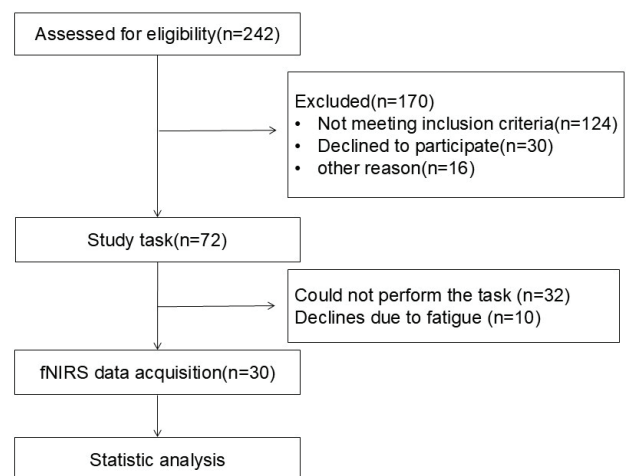 Assessed for eligibility(n=242)
Excluded(n=170)
• Not meeting inclusion criteria(n=124)
• Declined to participate(n=30)
• other reason(n=16)
Study task(n=72)
Could not perform the task (n=32)
Declines due to fatigue (n=10)
fNIRS data acquisition(n=30)
Statistic analysis